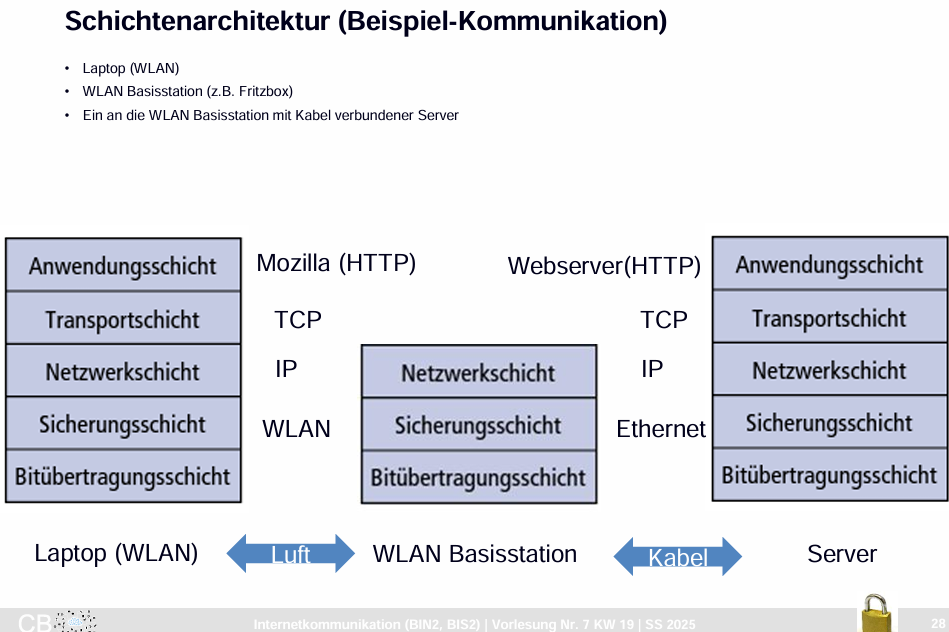 Schichtenarchitektur (Beispiel-Kommunikation)
• Laptop (WLAN)
• WLAN Basisstation (z.B. Fritzbox)
• Ein an die WLAN Basisstation mit Kabel verbundener Server
Anwendungsschicht
Transportschicht
Netzwerkschicht
Sicherungsschicht
Bitübertragungsschicht
Mozilla (HTTP)
TCP
IP
WLAN
Netzwerkschicht
Sicherungsschicht
Bitübertragungsschicht
Webserver(HTTP)
TCP
IP
Ethernet
Anwendungsschicht
Transportschicht
Netzwerkschicht
Sicherungsschicht
Bitübertragungsschicht
Laptop (WLAN)
Luft
WLAN Basisstation
Kabel
Server
CB
Internetkommunikation (BIN2, BIS2) | Vorlesung Nr. 7 KW 19 | SS 2025
28